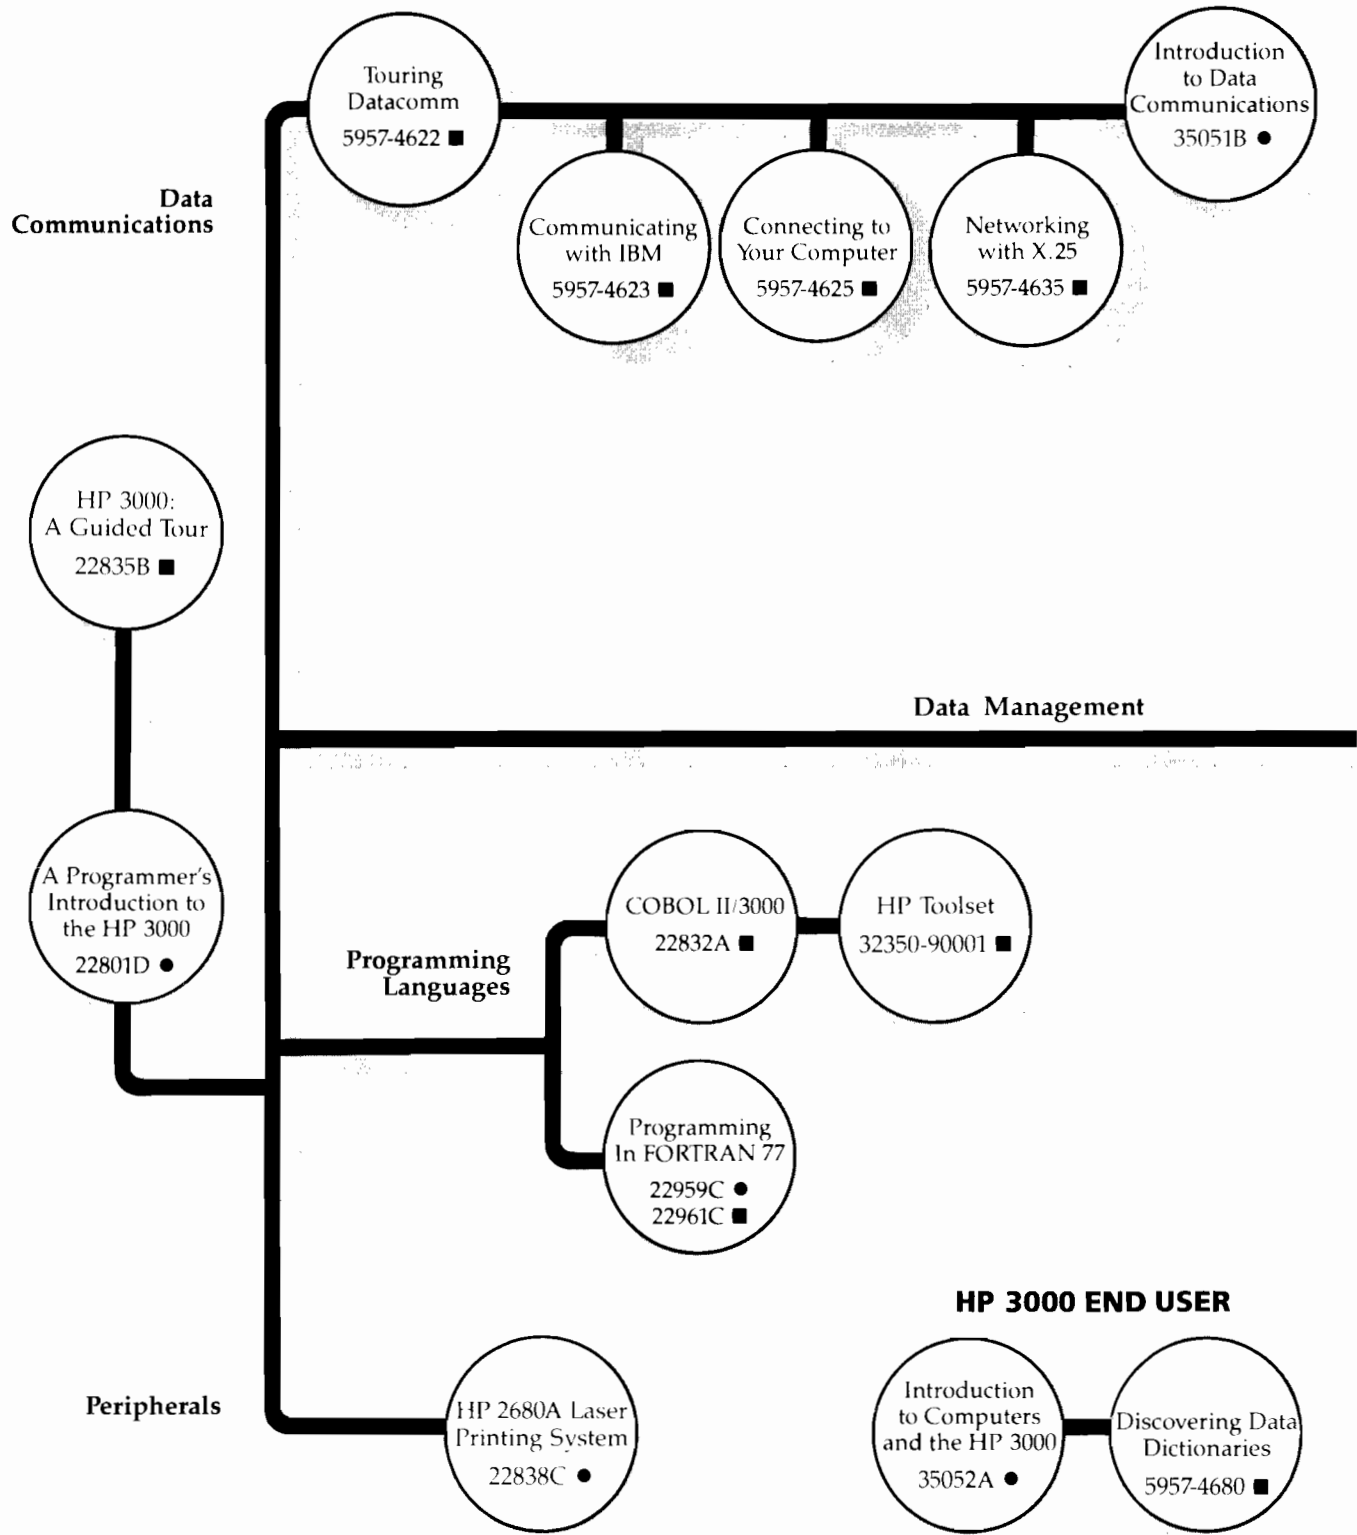 Touring
Datacomm
5957-4622 ■
Introduction
to Data
Communications
35051B ●
Data
Communications
Communicating
with IBM
5957-4623 ■
Connecting to
Your Computer
5957-4625 ■
Networking
with X.25
5957-4635 ■
HP 3000:
A Guided Tour
22835B ■
Data Management
A Programmer's
Introduction to
the HP 3000
22801D ●
Programming
Languages
COBOL II/3000
22832A ■
HP Toolset
32350-90001 ■
Programming
In FORTRAN 77
22959C ●
22961C ■
HP 3000 END USER
Peripherals
HP 2680A Laser
Printing System
22838C ●
Introduction
to Computers
and the HP 3000
35052A ●
Discovering Data
Dictionaries
5957-4680 ■